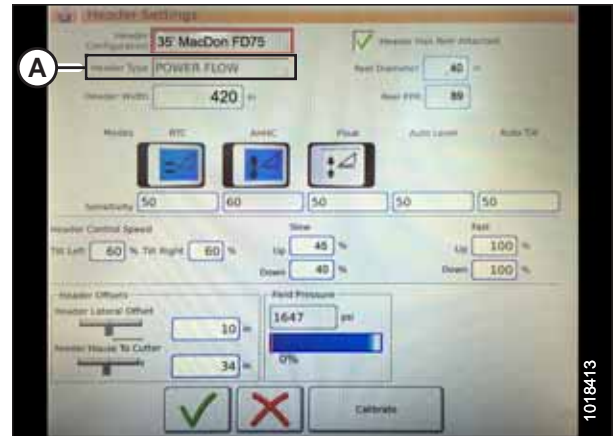 Header Settings
Header Configuration 35' MacDon FD75 Header Has Reel Attached
A Header Type POWER FLOW Reel Diameter 40 in
Header Width 420 in Reel PPR 89
Modes RTC AHHC Float Auto Level Auto Tilt
Sensitivity 50 60 50 50 50
Header Control Speed Slow Fast
Tilt Left 60 % Tilt Right 60 % Up 45 % Up 100 %
Down 40 % Down 100 %
Header Offsets Field Pressure
Header Lateral Offset 10 in 1647 psi
Feeder House To Cutter 34 in 0%
Calibrate
1018413